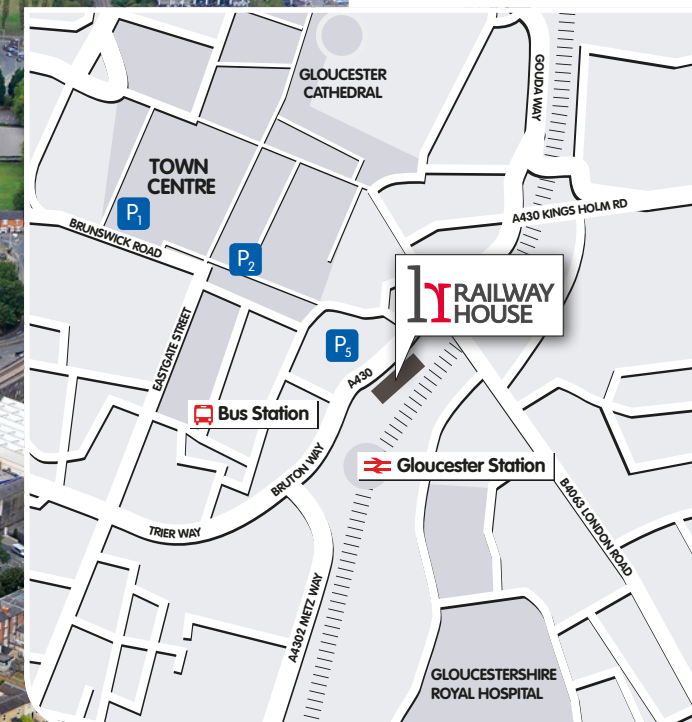 GLOUCESTER
CATHEDRAL
GOUDA WAY
TOWN
CENTRE
P1
A430 KINGS HOLM RD
BRUNSWICK ROAD
P2
hr RAILWAY
HOUSE
EASTGATE STREET
P5
A430
Bus Station
Gloucester Station
BRUTON WAY
B4063 LONDON ROAD
TRIER WAY
A4302 METZ WAY
GLOUCESTERSHIRE
ROYAL HOSPITAL